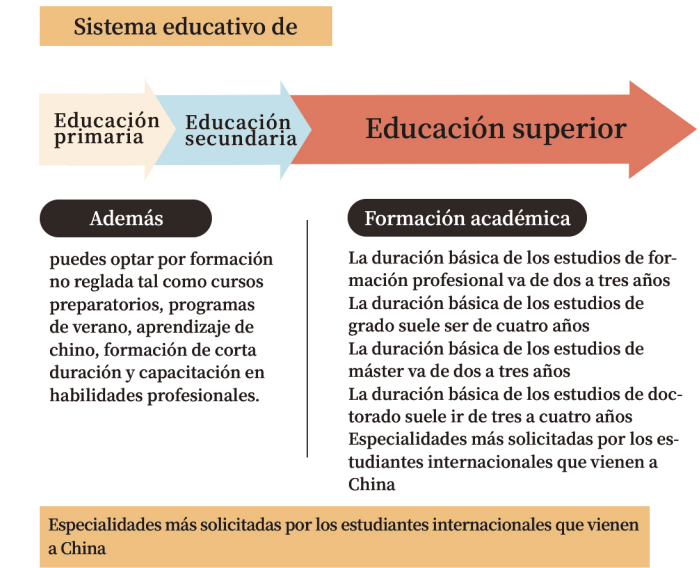 Sistema educativo de
Educación
primaria
Educación
secundaria
Educación superior
Además
puedes optar por formación
no reglada tal como cursos
preparatorios, programas
de verano, aprendizaje de
chino, formación de corta
duración y capacitación en
habilidades profesionales.
Formación académica
La duración básica de los estudios de for-
mación profesional va de dos a tres años
La duración básica de los estudios de
grado suele ser de cuatro años
La duración básica de los estudios de
máster va de dos a tres años
La duración básica de los estudios de doc-
torado suele ir de tres a cuatro años
Especialidades más solicitadas por los es-
tudiantes internacionales que vienen a
China
Especialidades más solicitadas por los estudiantes internacionales que vienen
a China